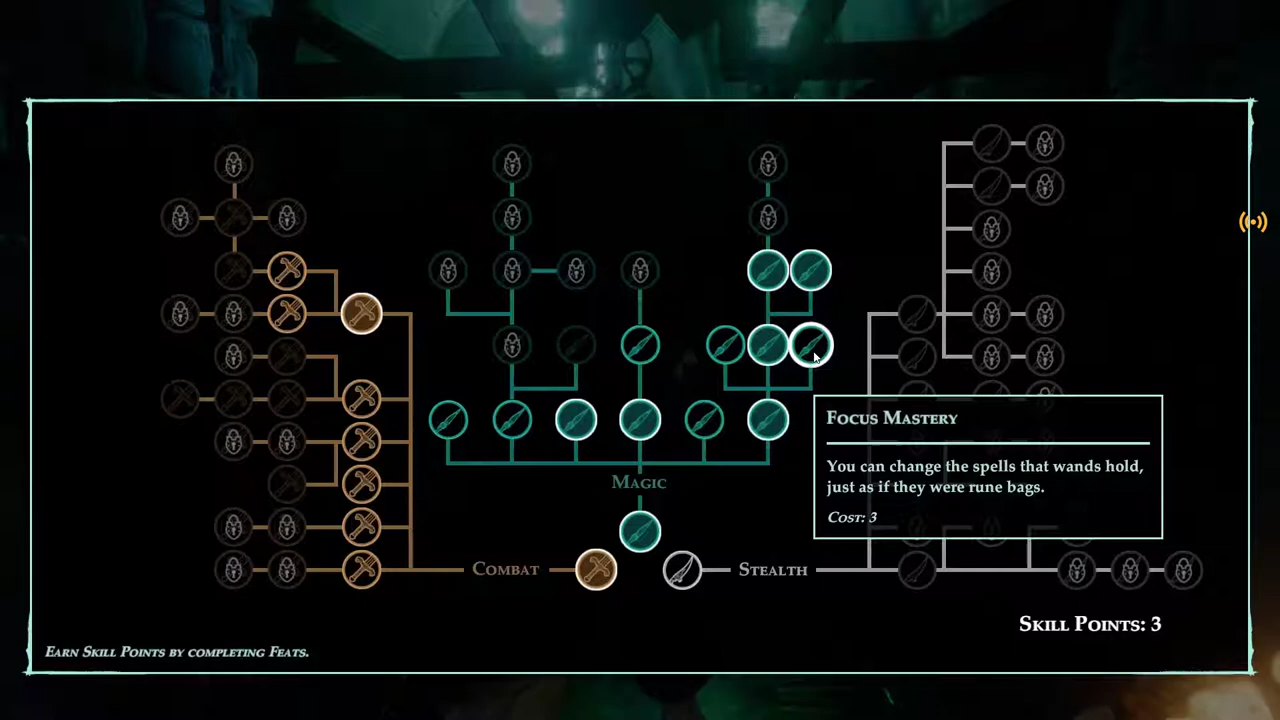 Focus Mastery
You can change the spells that wands hold,
just as if they were rune bags.
Cost: 3
Magic
Combat
Stealth
Skill Points: 3
Earn Skill Points by completing Feats.